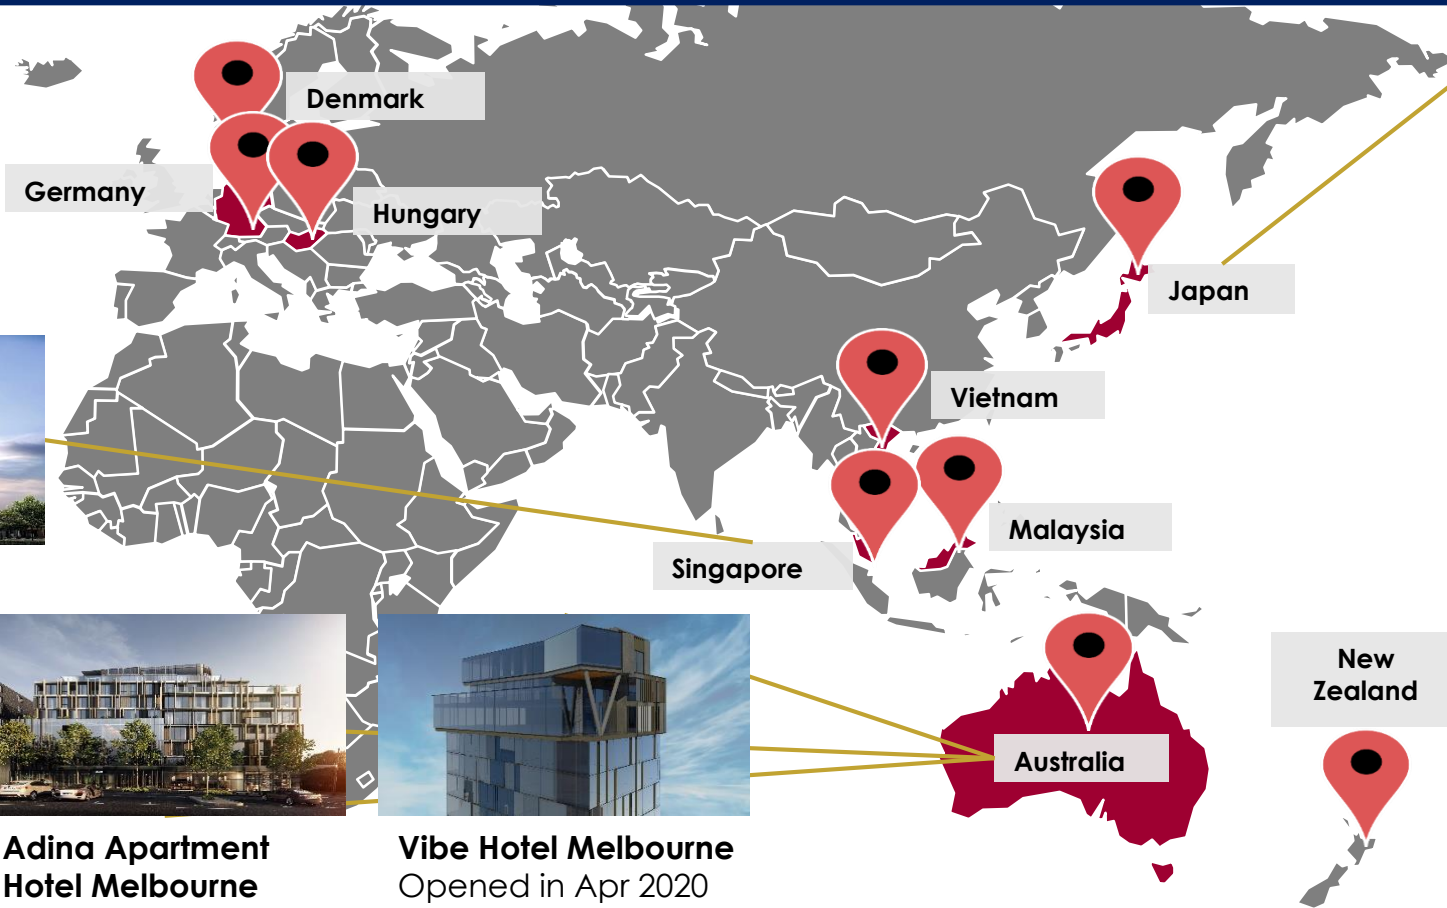 Denmark
Germany
Hungary
Japan
Vietnam
Malaysia
Singapore
New
Zealand
Australia
Adina Apartment
Hotel Melbourne
Vibe Hotel Melbourne
Opened in Apr 2020